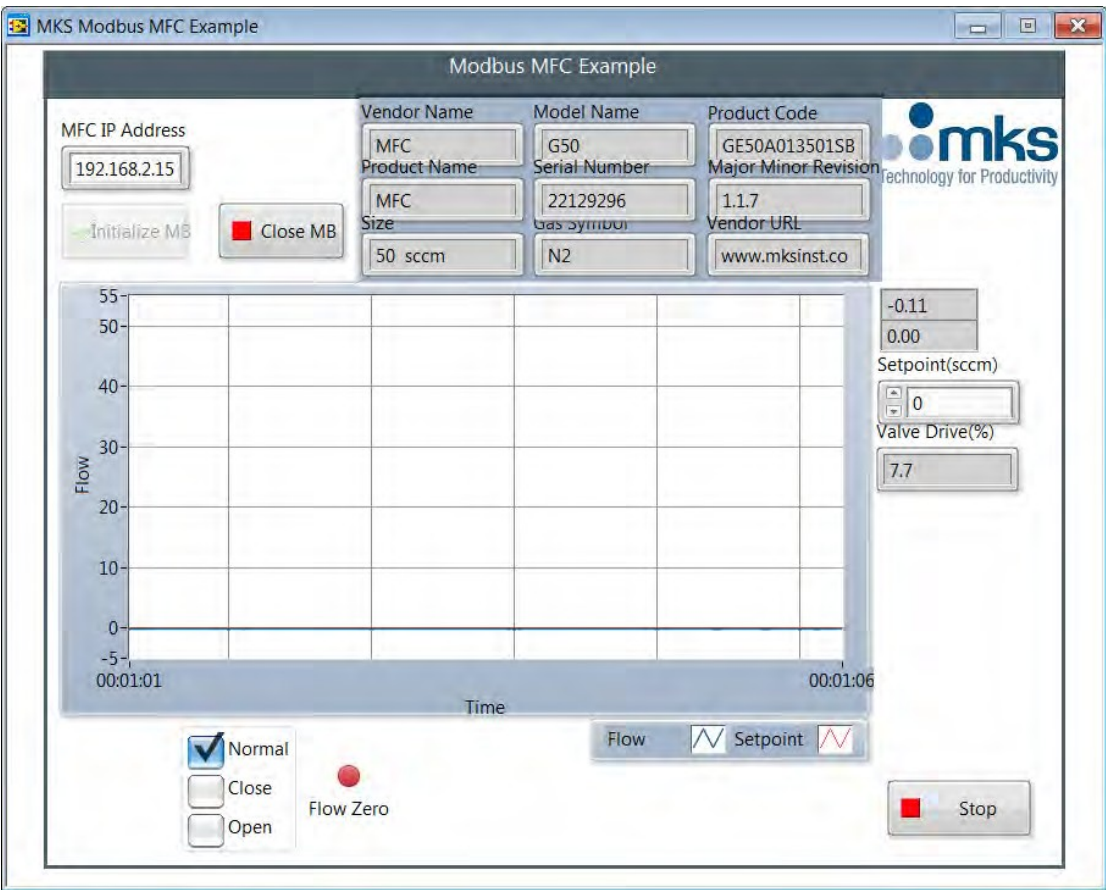 MKS Modbus MFC Example
Modbus MFC Example
MFC IP Address
192.168.2.15
Initialize MB
Close MB
Vendor Name
Model Name
Product Code
MFC
G50
GE50A013501SB
Product Name
Serial Number
Major Minor Revision
MFC
22129296
1.1.7
Size
Gas Symbol
Vendor URL
50 sccm
N2
www.mksinst.co
mks
Technology for Productivity
55
50
40
30
20
10
0
-5
Flow
00:01:01
00:01:06
Time
-0.11
0.00
Setpoint(sccm)
0
Valve Drive(%)
7.7
Flow
Setpoint
Normal
Close
Open
Flow Zero
Stop